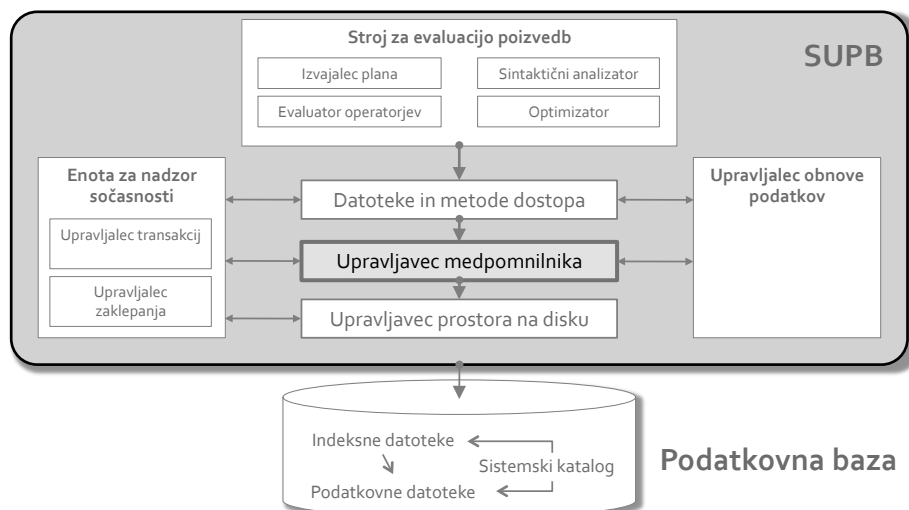 Stroj za evaluacijo poizvedb
SUPB
Izvajalec plana
Sintaktični analizator
Evaluator operatorjev
Optimizator
Enota za nadzor
sočasnosti
Upravljalec transakcij
Upravljalec
zaklepanja
Datoteke in metode dostopa
Upravljavec medpomnilnika
Upravljavec prostora na disku
Upravljalec obnove
podatkov
Indeksne datoteke
Sistemski katalog
Podatkovne datoteke
Podatkovna baza